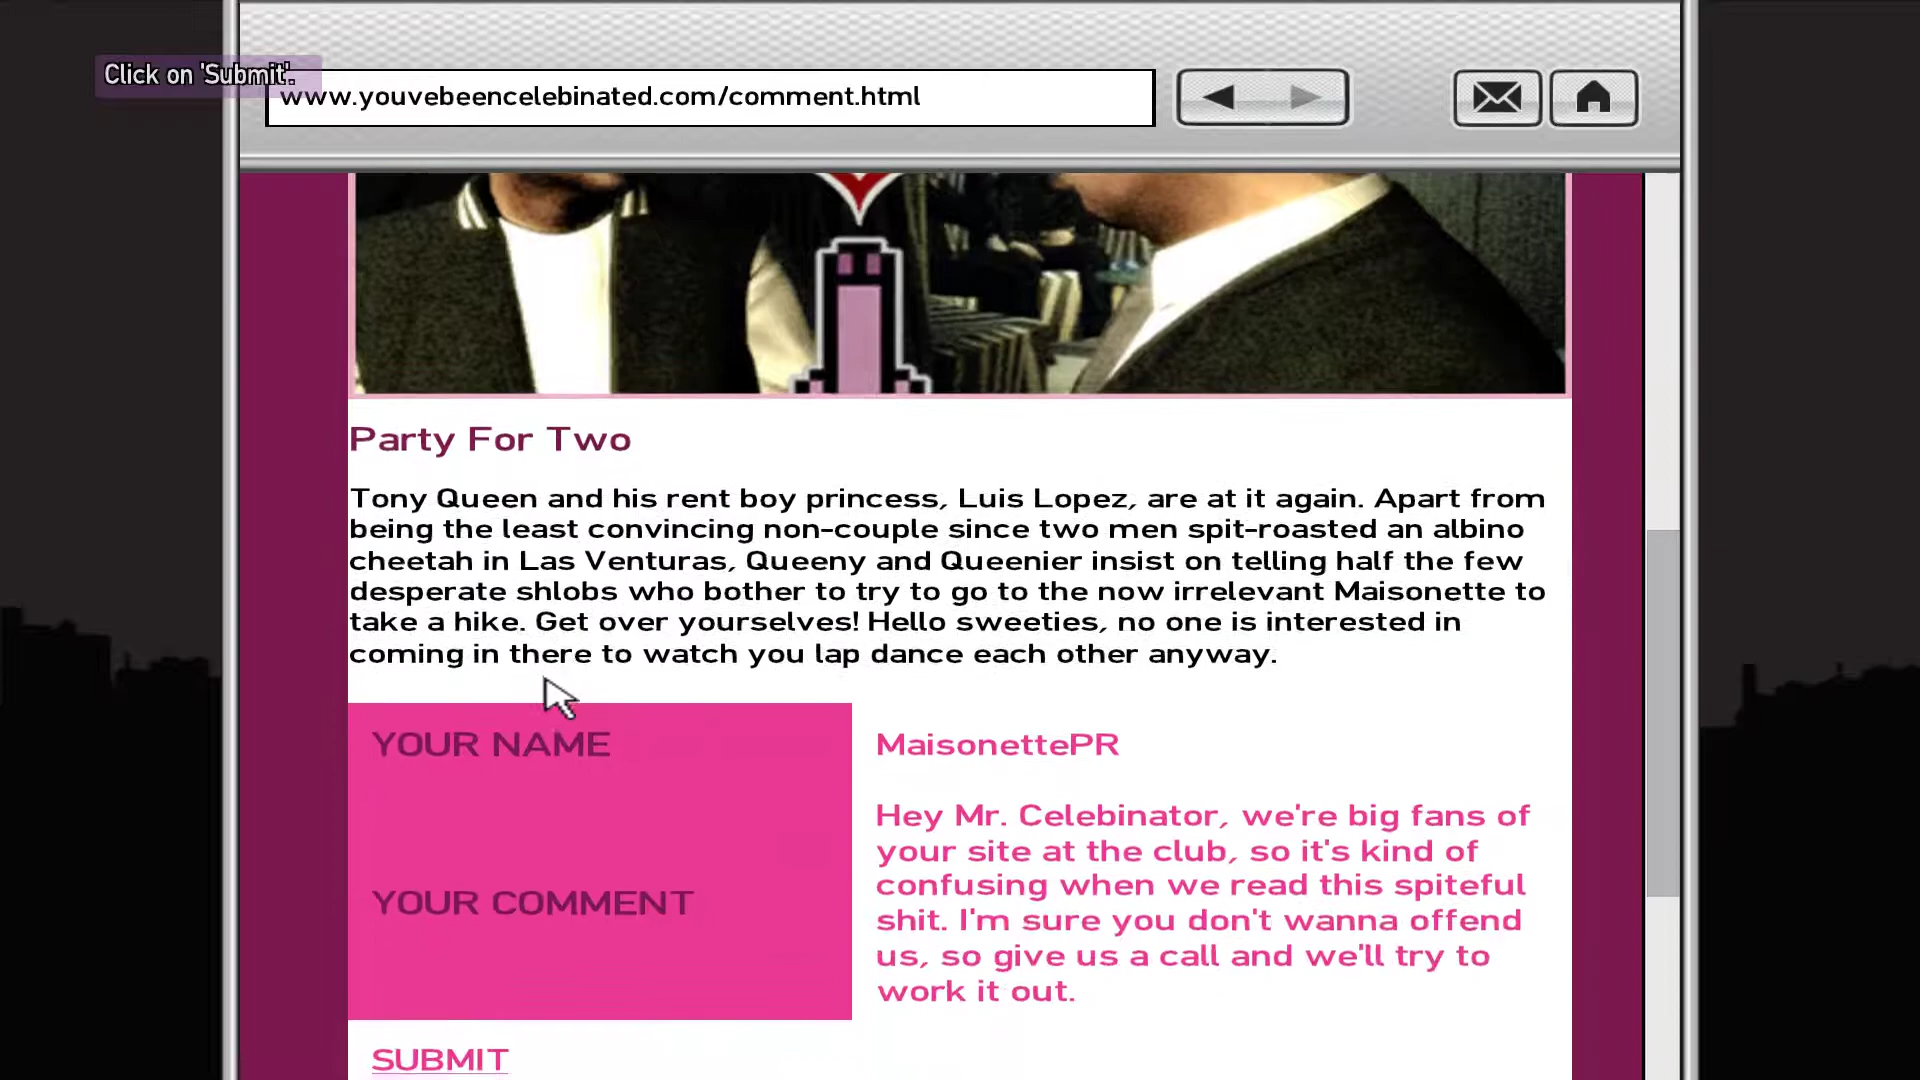 Click on 'Submit'.
www.youvebeencelebinated.com/comment.html
Party For Two
Tony Queen and his rent boy princess, Luis Lopez, are at it again. Apart from
being the least convincing non-couple since two men spit-roasted an albino
cheetah in Las Venturas, Queeny and Queenier insist on telling half the few
desperate shlobs who bother to try to go to the now irrelevant Maisonette to
take a hike. Get over yourselves! Hello sweeties, no one is interested in
coming in there to watch you lap dance each other anyway.
YOUR NAME
YOUR COMMENT
SUBMIT
MaisonettePR
Hey Mr. Celebinator, we're big fans of
your site at the club, so it's kind of
confusing when we read this spiteful
shit. I'm sure you don't wanna offend
us, so give us a call and we'll try to
work it out.